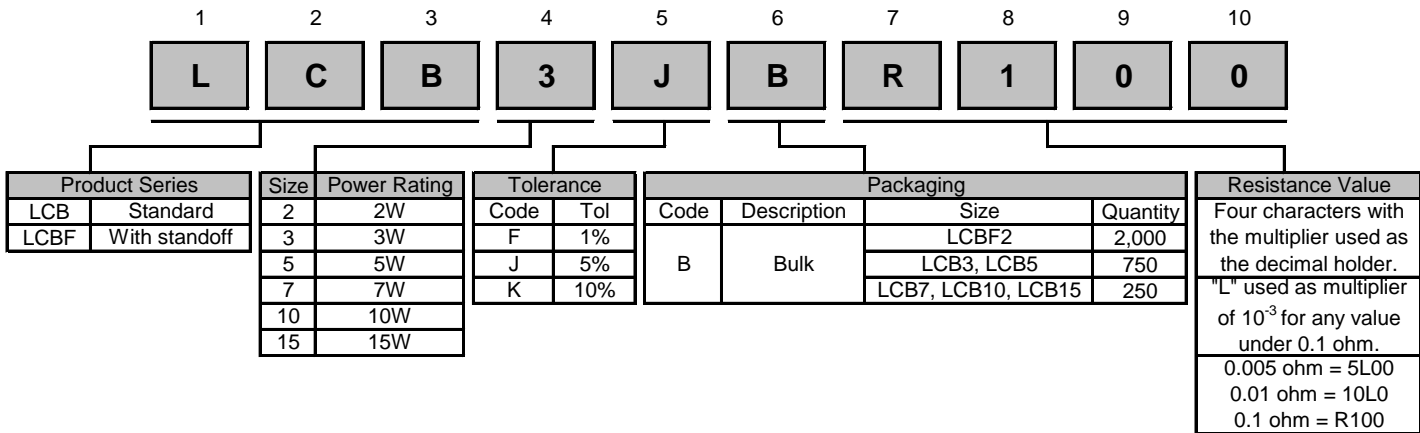 1 2 3 4 5 6 7 8 9 10
L C B 3 J B R 1 0 0
Product Series
LCB Standard
LCBF With standoff
Size Power Rating
2 2W
3 3W
5 5W
7 7W
10 10W
15 15W
Tolerance
Code Tol
F 1%
J 5%
K 10%
Packaging
Code Description Size Quantity
B Bulk
LCBF2 2,000
LCB3, LCB5 750
LCB7, LCB10, LCB15 250
Resistance Value
Four characters with
the multiplier used as
the decimal holder.
"L" used as multiplier
of 10⁻³ for any value
under 0.1 ohm.
0.005 ohm = 5L00
0.01 ohm = 10L0
0.1 ohm = R100